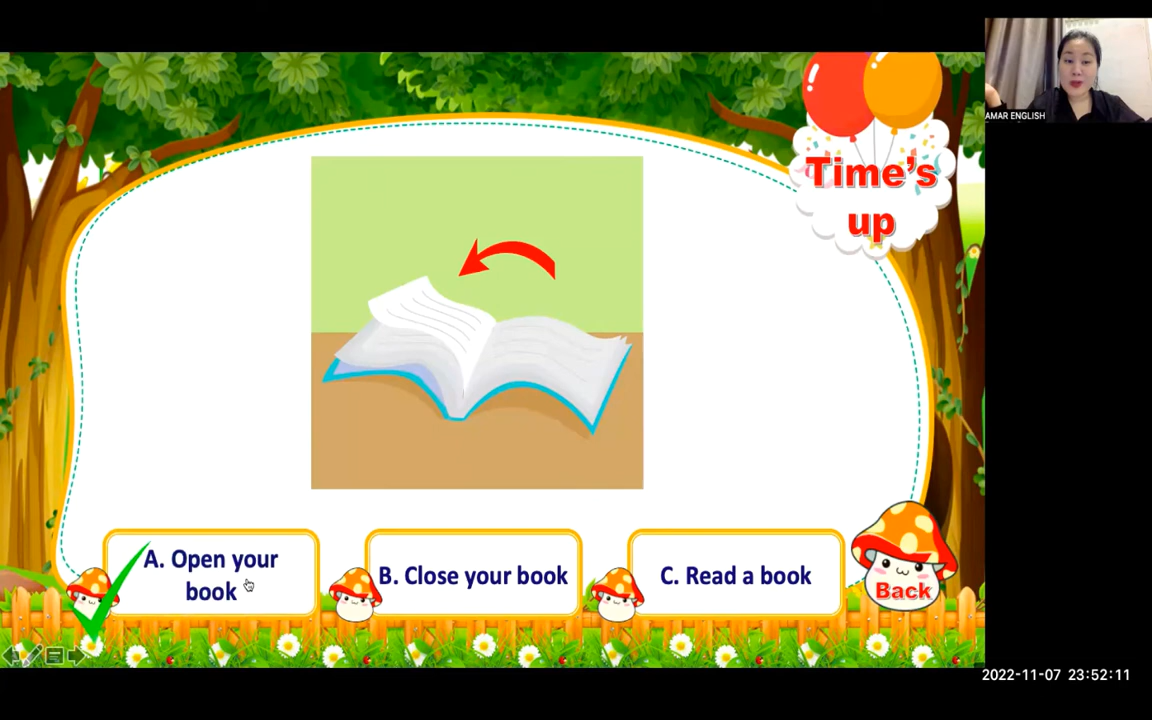 AMAR ENGLISH
Time's
up
A. Open your
book
B. Close your book
C. Read a book
Back
2022-11-07 23:52:11